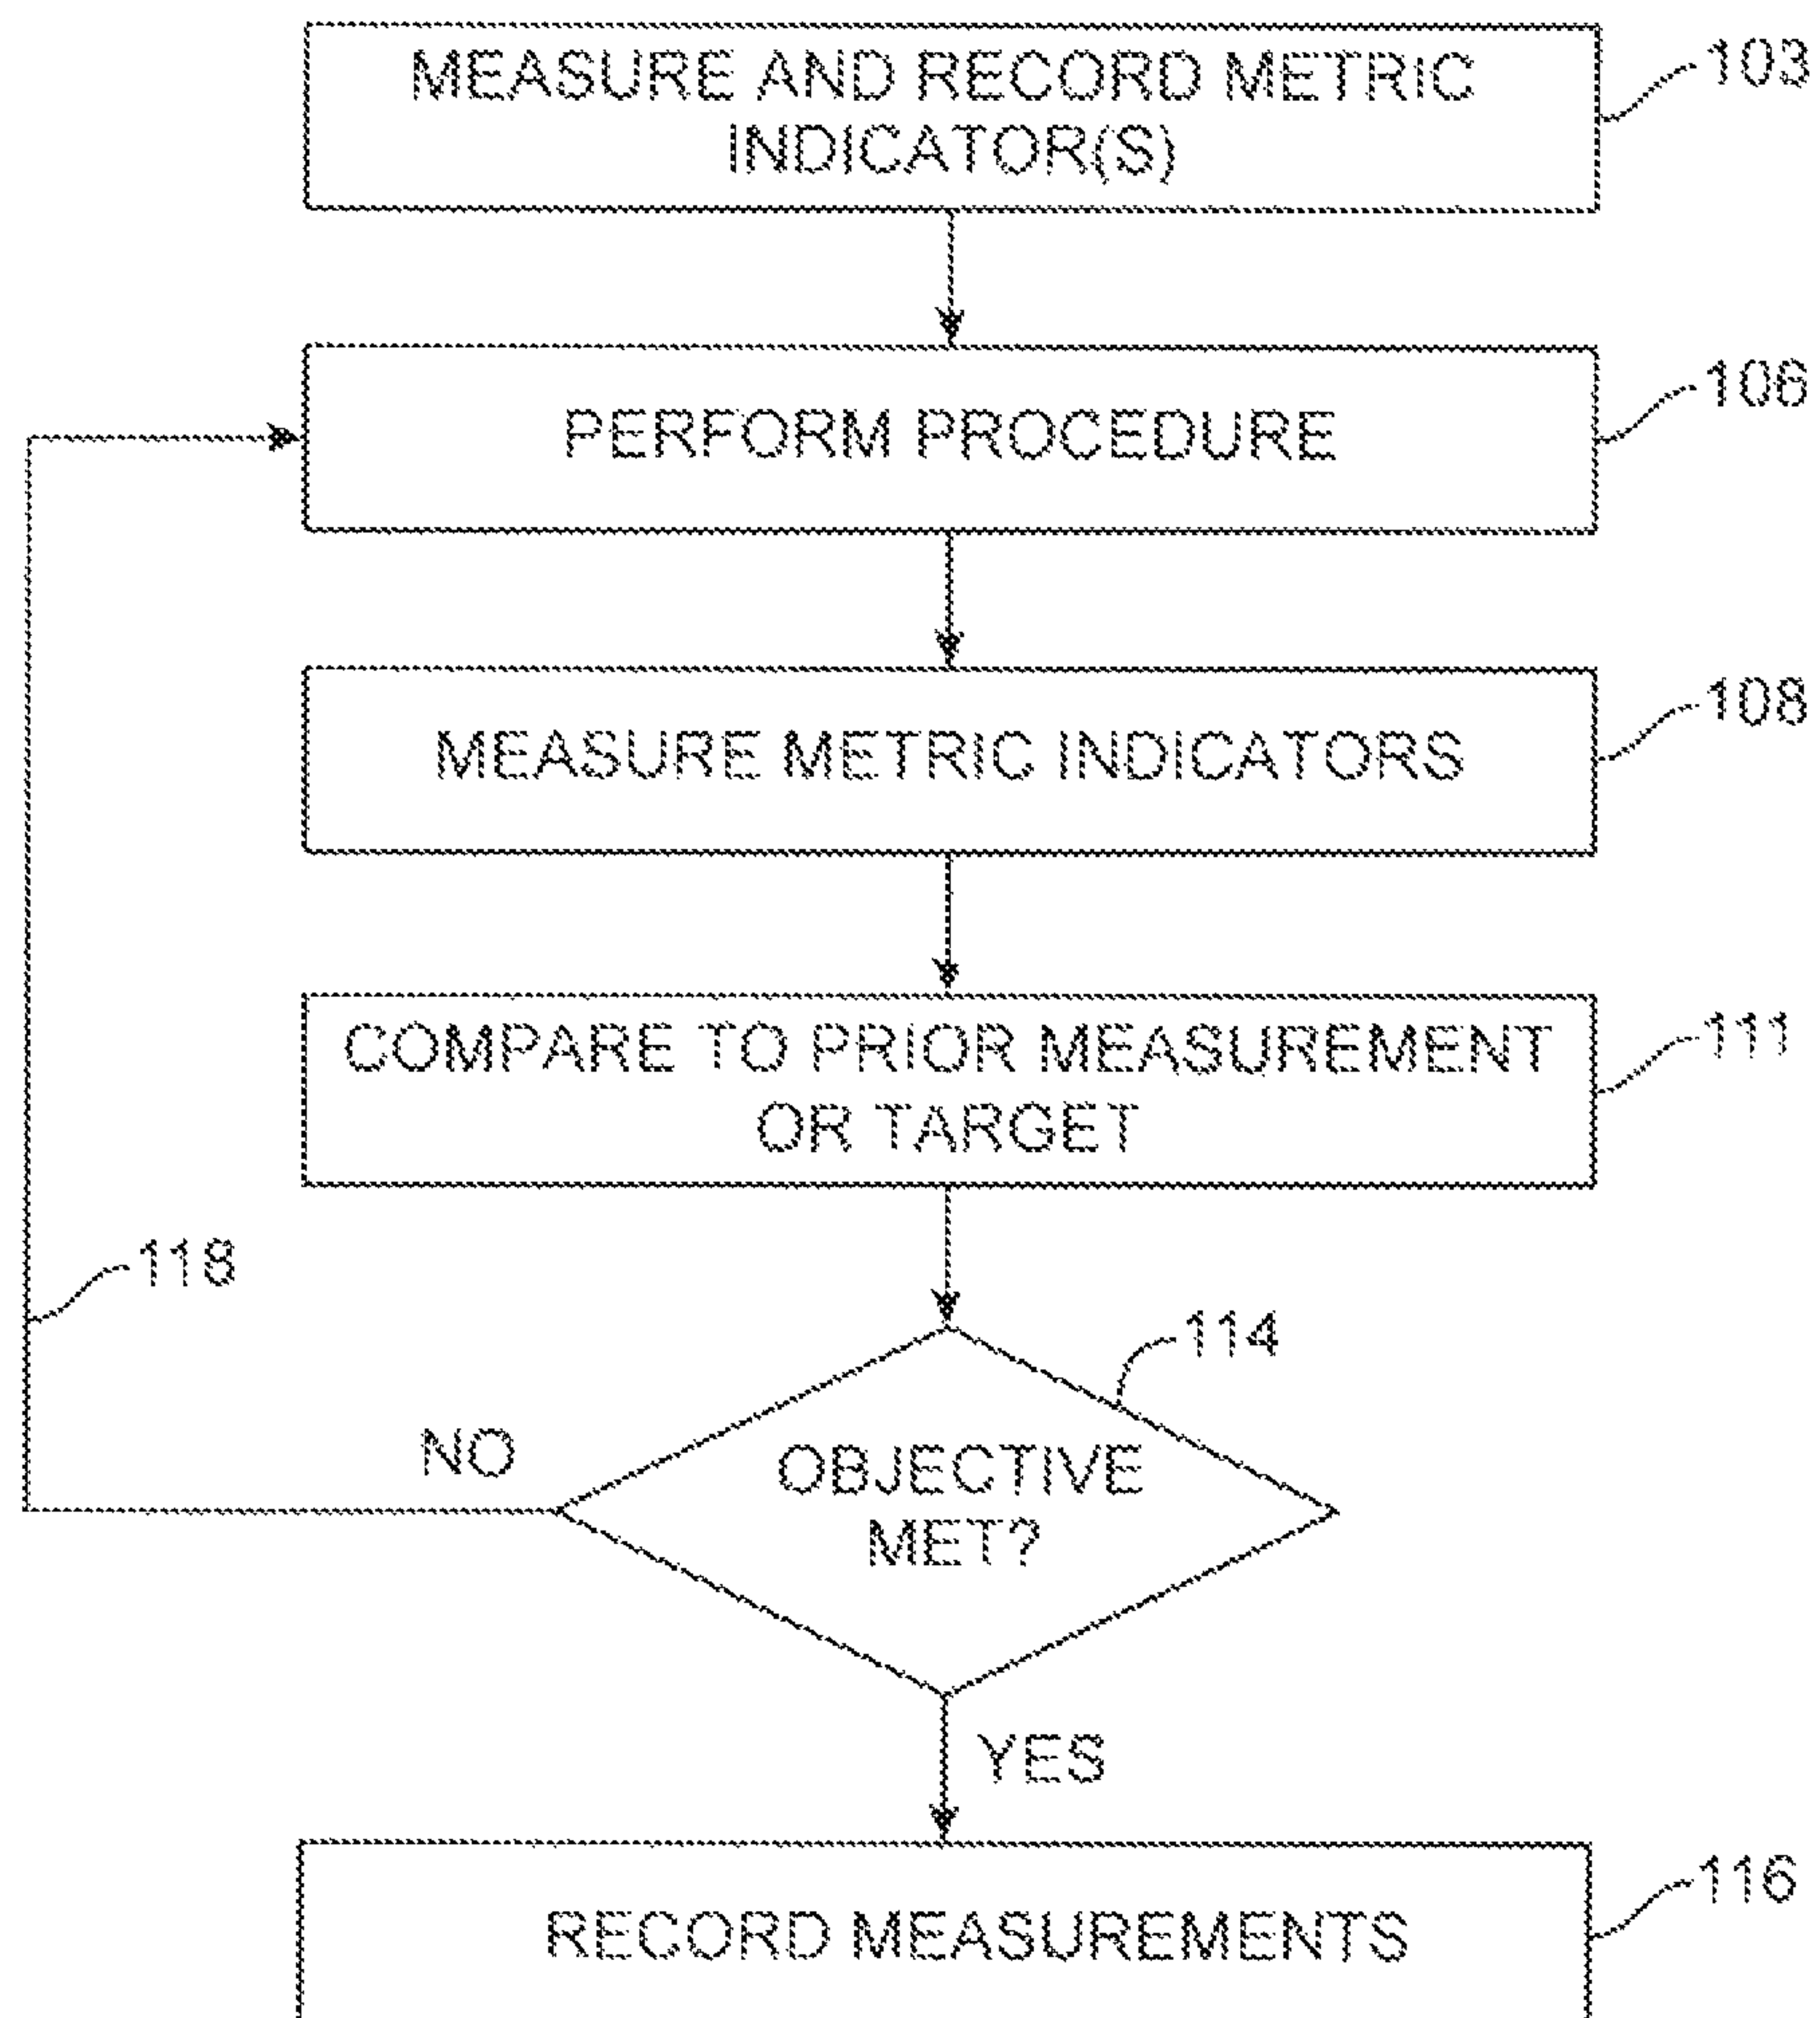 MEASURE AND RECORD METRIC
INDICATOR(S)
103
PERFORM PROCEDURE
106
MEASURE METRIC INDICATORS
108
COMPARE TO PRIOR MEASUREMENT
OR TARGET
111
118
114
NO
OBJECTIVE
MET?
YES
RECORD MEASUREMENTS
116